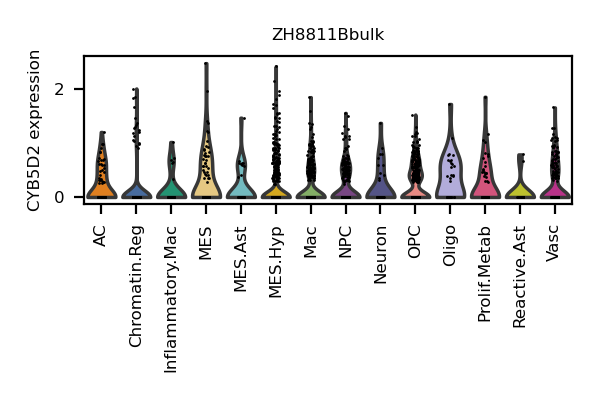 ZH8811Bbulk
CYB5D2 expression
2
0
AC
Chromatin.Reg
Inflammatory.Mac
MES
MES.Ast
MES.Hyp
Mac
NPC
Neuron
OPC
Oligo
Prolif.Metab
Reactive.Ast
Vasc